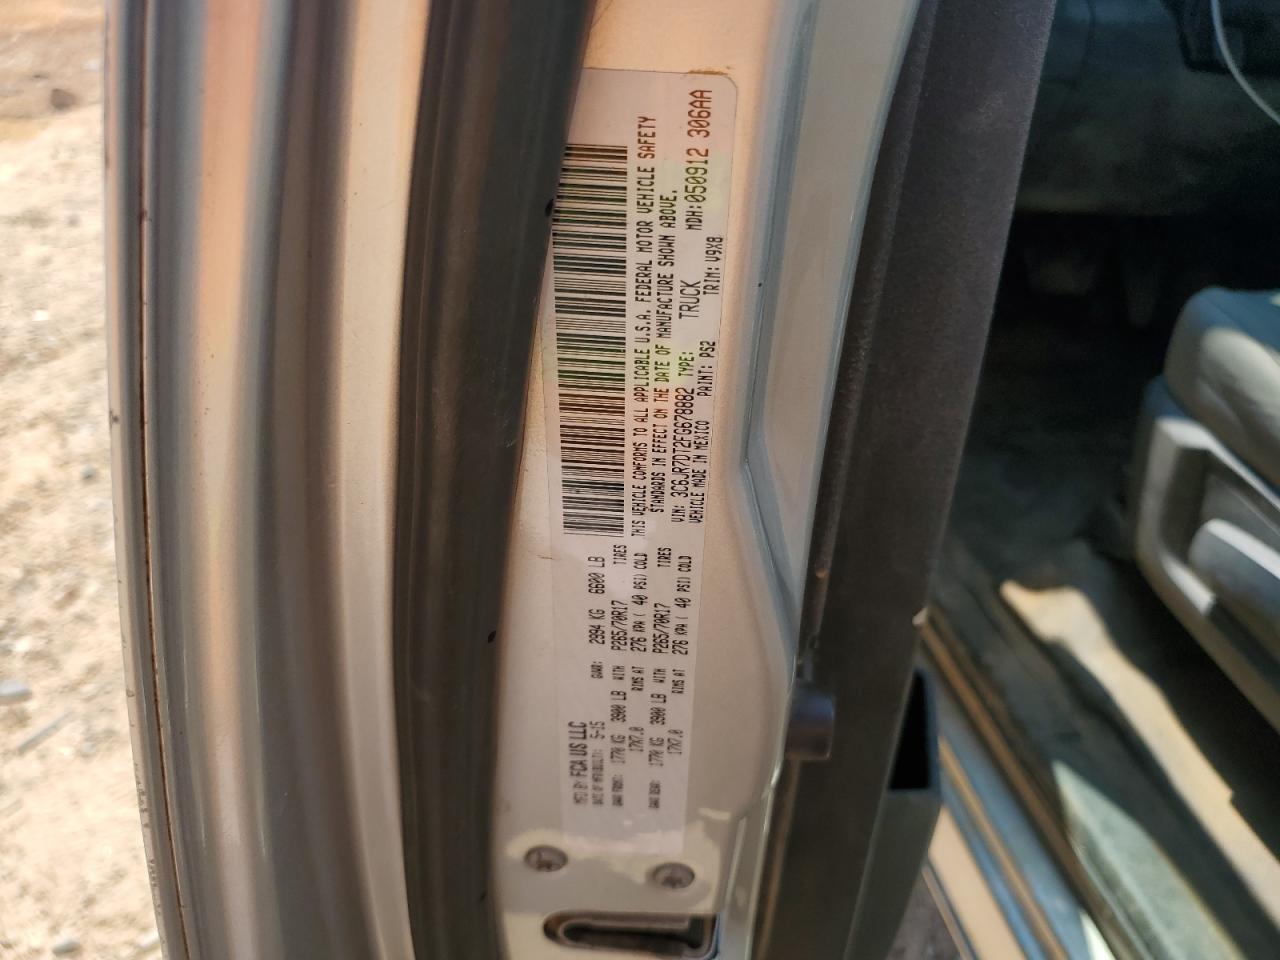 MFD BY FCA US LLC
DATE OF MFR(BUILT): 5-15 GVWR: 2994 KG 6600 LB
GAWR FRONT: 1770 KG 3900 LB WITH P265/70R17 TIRES
17X7.0 RIMS AT 276 KPA ( 40 PSI) COLD
GAWR REAR: 1770 KG 3900 LB WITH P265/70R17 TIRES
17X7.0 RIMS AT 276 KPA ( 40 PSI) COLD
THIS VEHICLE CONFORMS TO ALL APPLICABLE U.S.A. FEDERAL MOTOR VEHICLE SAFETY
STANDARDS IN EFFECT ON THE DATE OF MANUFACTURE SHOWN ABOVE.
VIN: 3C6JR7DT2FG678882 TYPE: TRUCK MDH:050912 306AA
VEHICLE MADE IN MEXICO PAINT: PS2 TRIM: V9X8